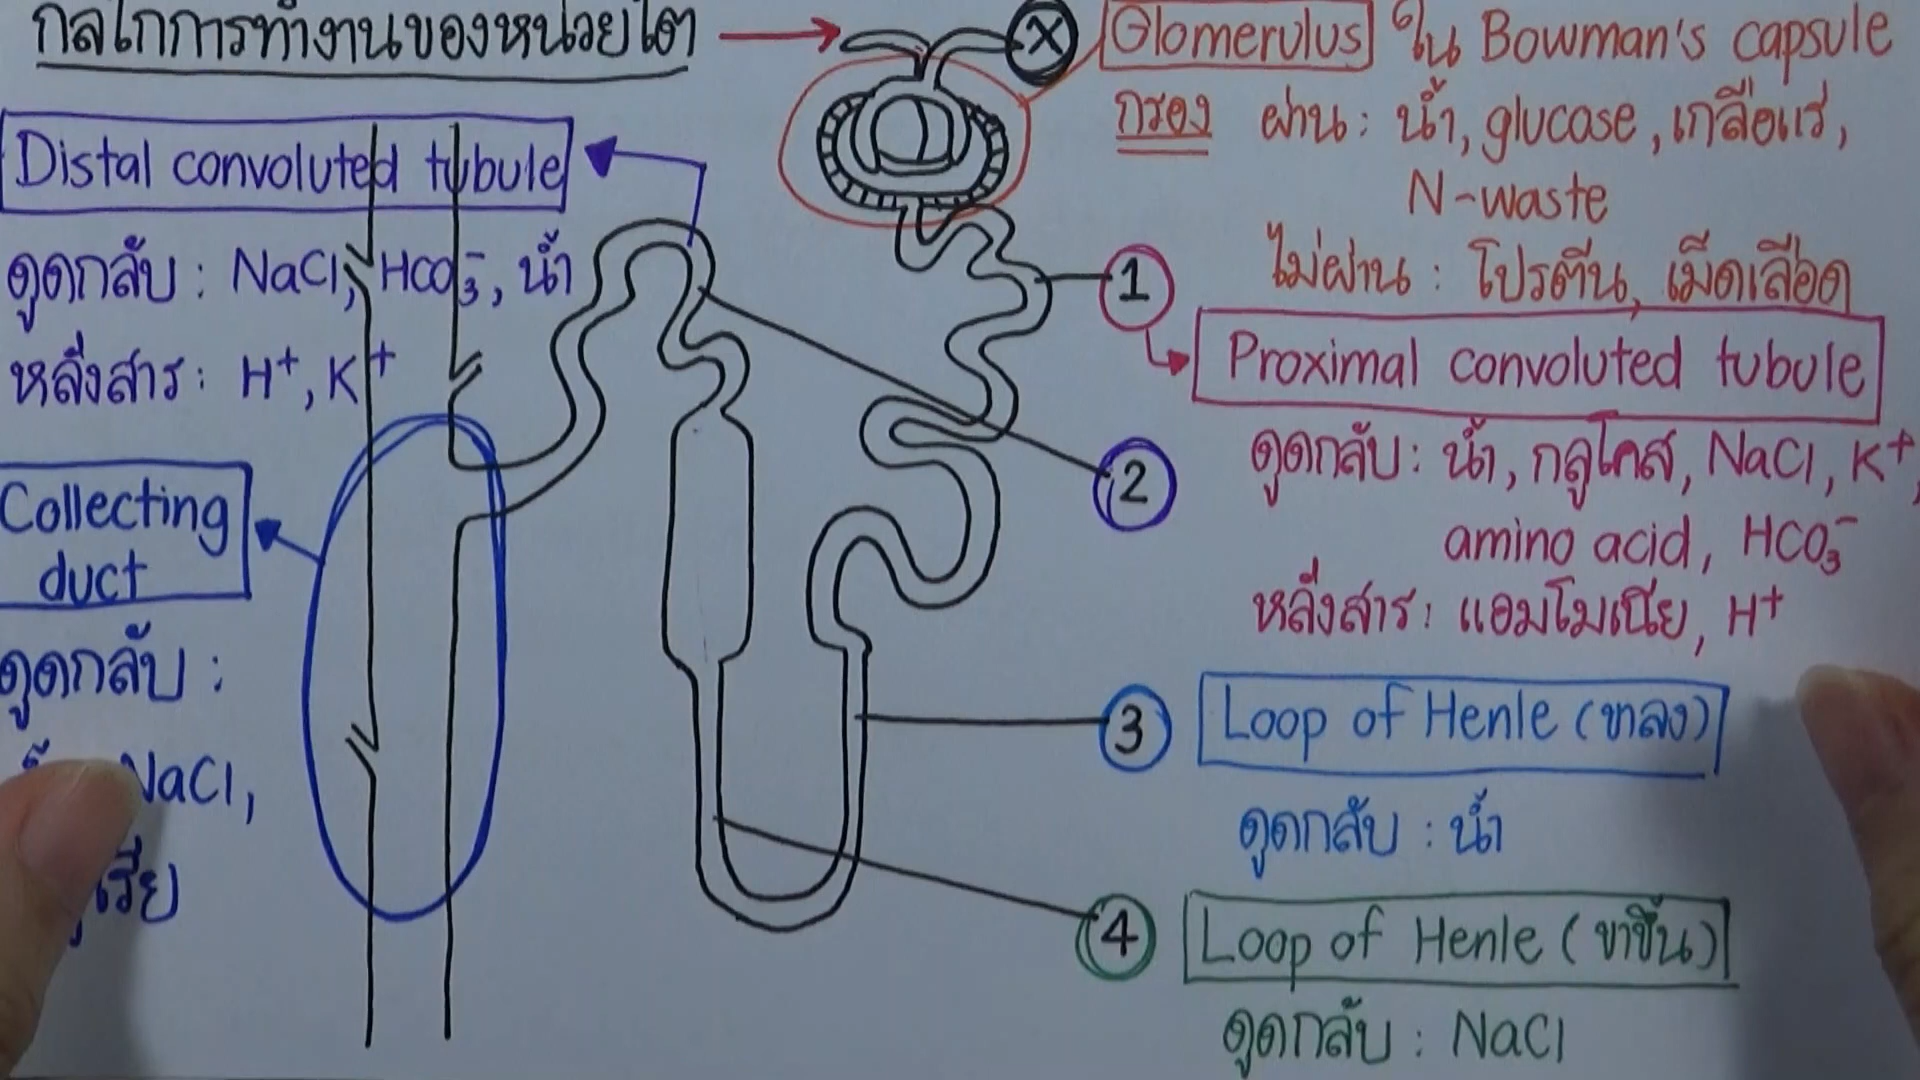 กลไกการทำงานของหน่วยไต
X
Glomerulus ใน Bowman's capsule
กรอง ผ่าน : น้ำ, glucose, เกลือแร่,
N-waste
ไม่ผ่าน : โปรตีน, เม็ดเลือด
1
Proximal convoluted tubule
ดูดกลับ : น้ำ, กลูโคส, NaCl, K⁺,
amino acid, HCO₃⁻
หลั่งสาร : แอมโมเนีย, H⁺
Distal convoluted tubule
ดูดกลับ : NaCl, HCO₃⁻, น้ำ
หลั่งสาร : H⁺, K⁺
2
Collecting
duct
ดูดกลับ :
NaCl,
3
Loop of Henle (ขาลง)
ดูดกลับ : น้ำ
4
Loop of Henle (ขาขึ้น)
ดูดกลับ : NaCl